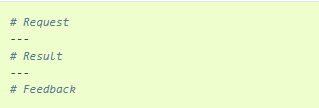 # Request
---
# Result
---
# Feedback